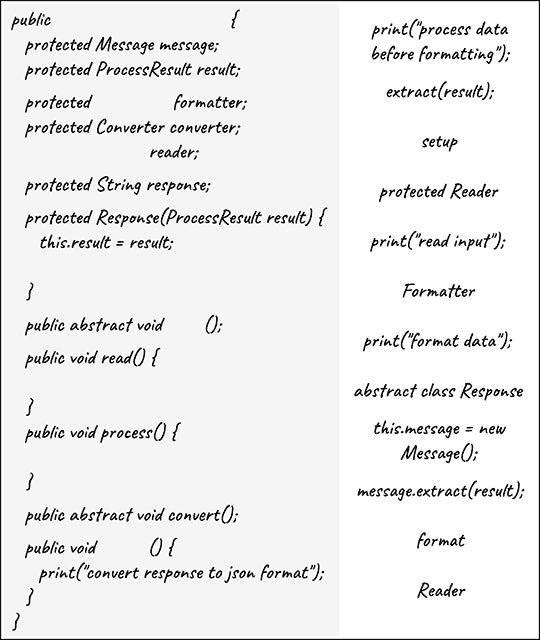 public {
protected Message message;
protected ProcessResult result;
protected formatter;
protected Converter converter;
reader;
protected String response;
protected Response(ProcessResult result) {
this.result = result;
}
public abstract void ();
public void read() {
}
public void process() {
}
public abstract void convert();
public void () {
print("convert response to json format");
}
}
print("process data
before formatting");
extract(result);
setup
protected Reader
print("read input");
Formatter
print("format data");
abstract class Response
this.message = new
Message();
message.extract(result);
format
Reader